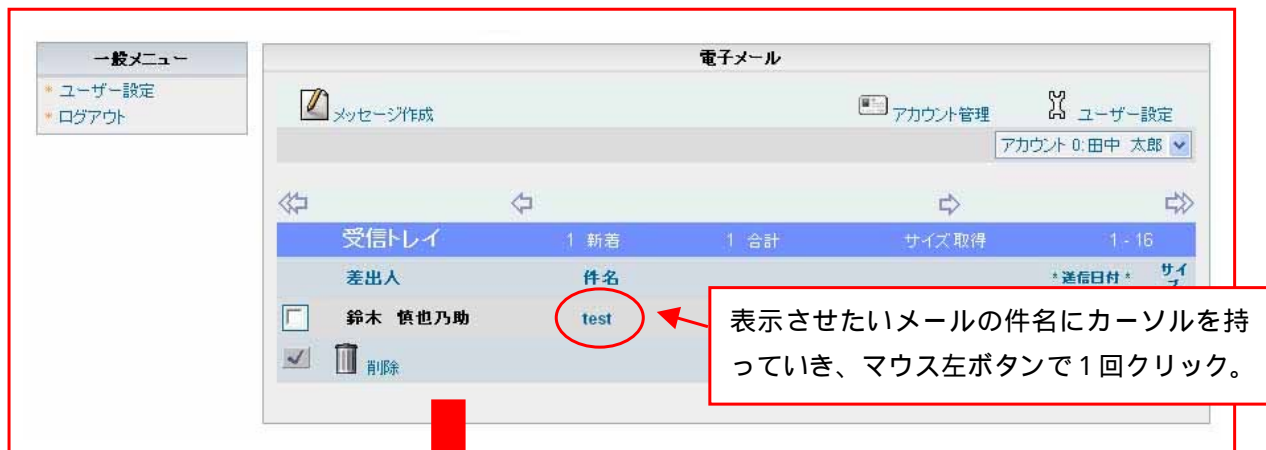 一般メニュー
ユーザー設定
ログアウト
電子メール
メッセージ作成
アカウント管理
ユーザー設定
アカウント 0:田中 太郎
受信トレイ 1 新着 1 合計 サイズ取得 1 - 16
差出人 件名 *送信日付* サイ
鈴木 慎也乃助 test
削除
表示させたいメールの件名にカーソルを持
っていき、マウス左ボタンで1回クリック。